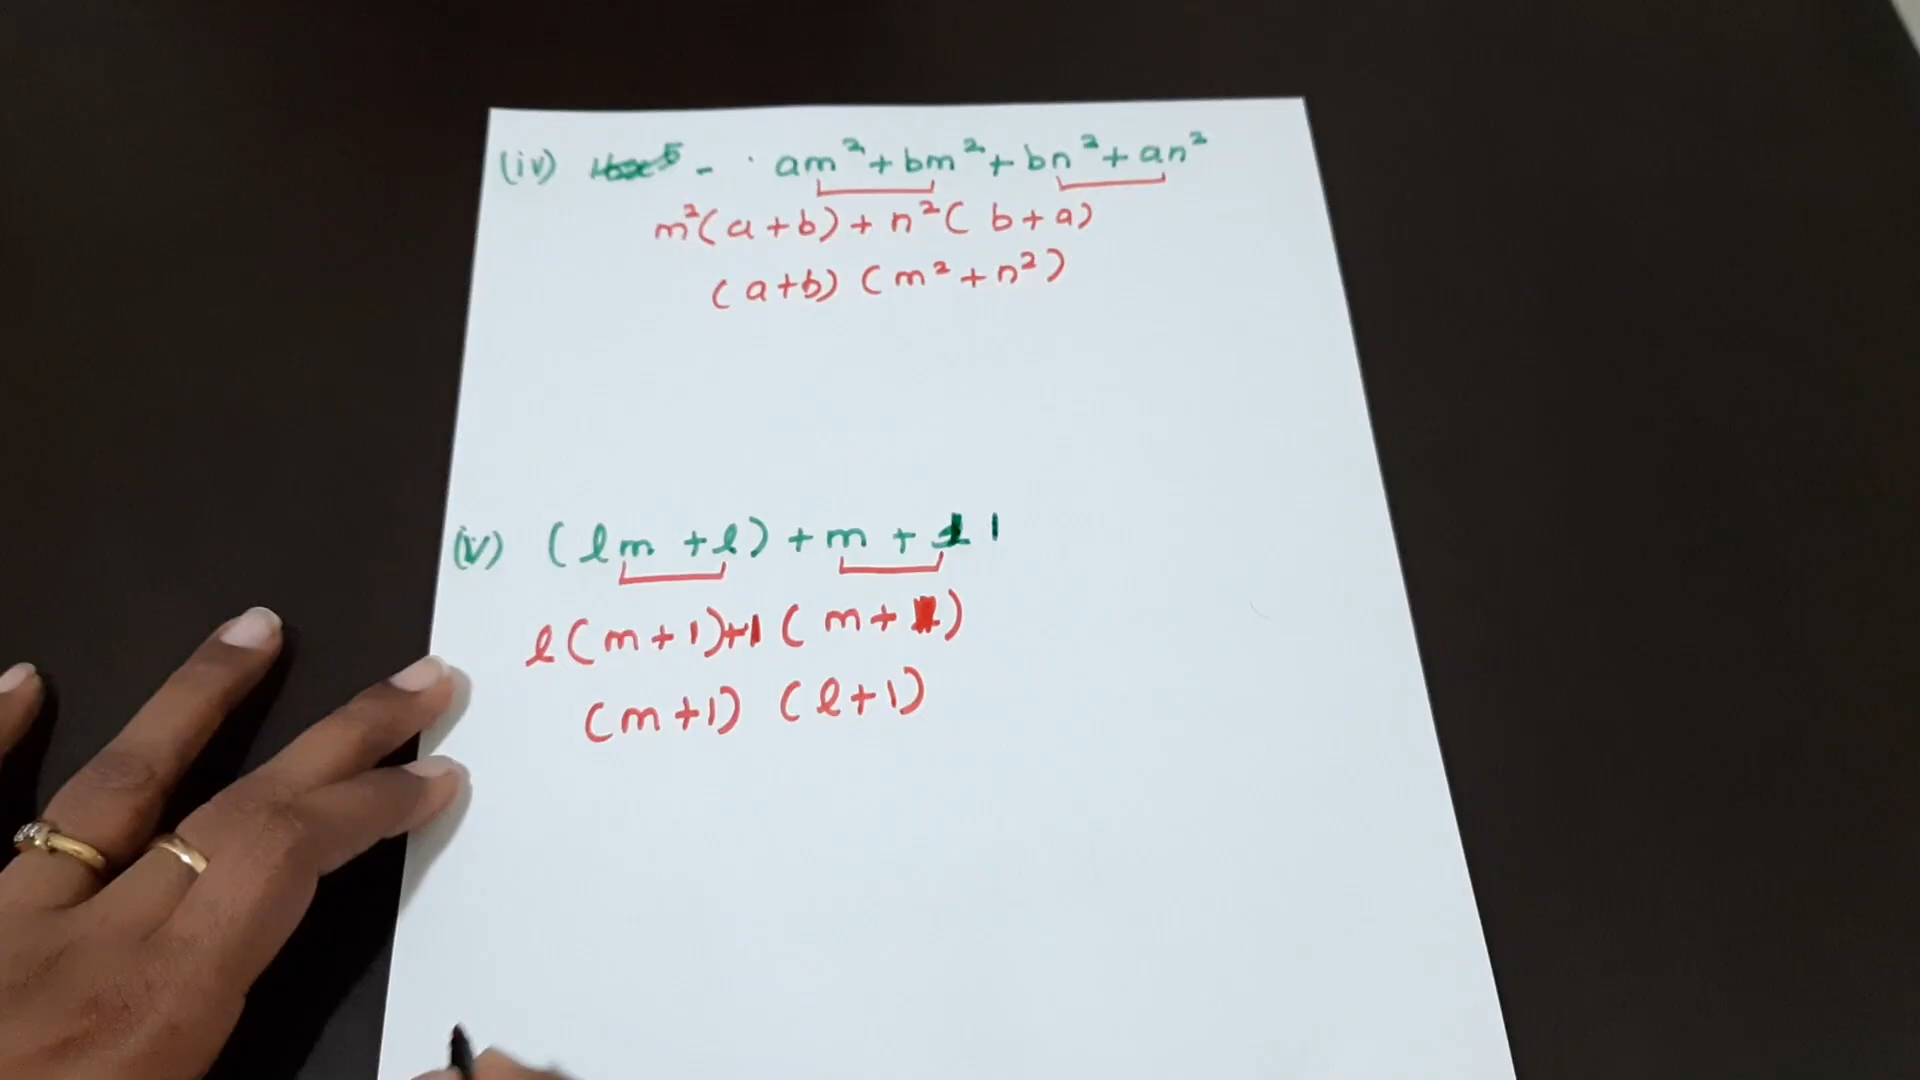 (iv) - am² + bm² + bn² + an²
m²(a+b) + n²( b+a)
(a+b) (m² + n²)
(v) (lm + l) + m + 1
l(m+1)+1 ( m+1)
(m+1) (l+1)